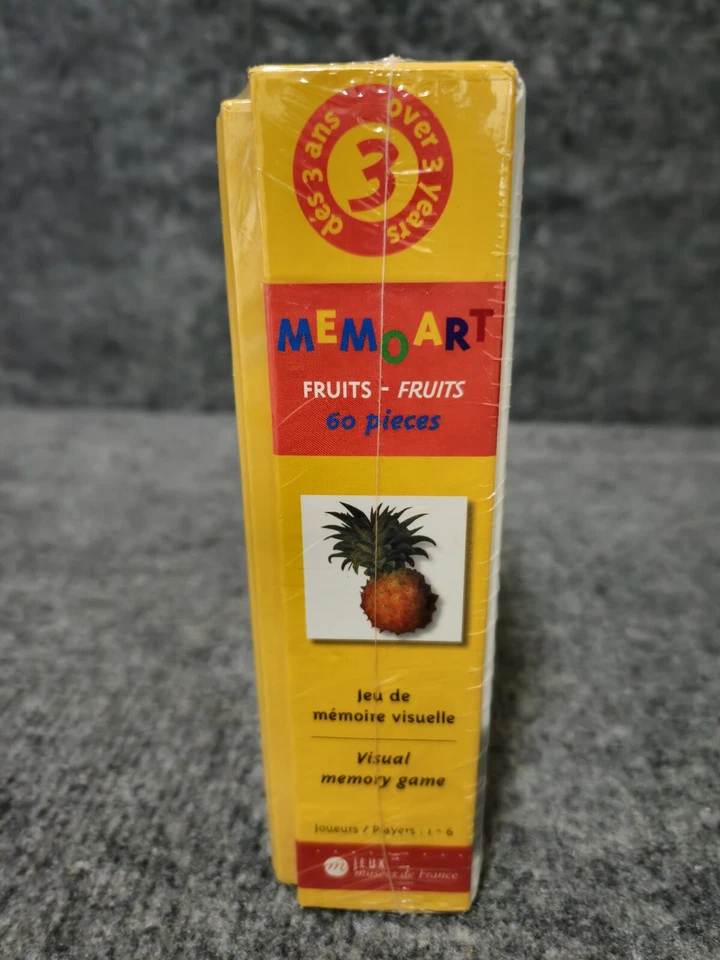 dès 3 ans
over 3 years
3
MEMOART
FRUITS - FRUITS
60 pieces
Jeu de
mémoire visuelle
Visual
memory game
Joueurs / Players : 1 - 6
m JEUX
musées de France